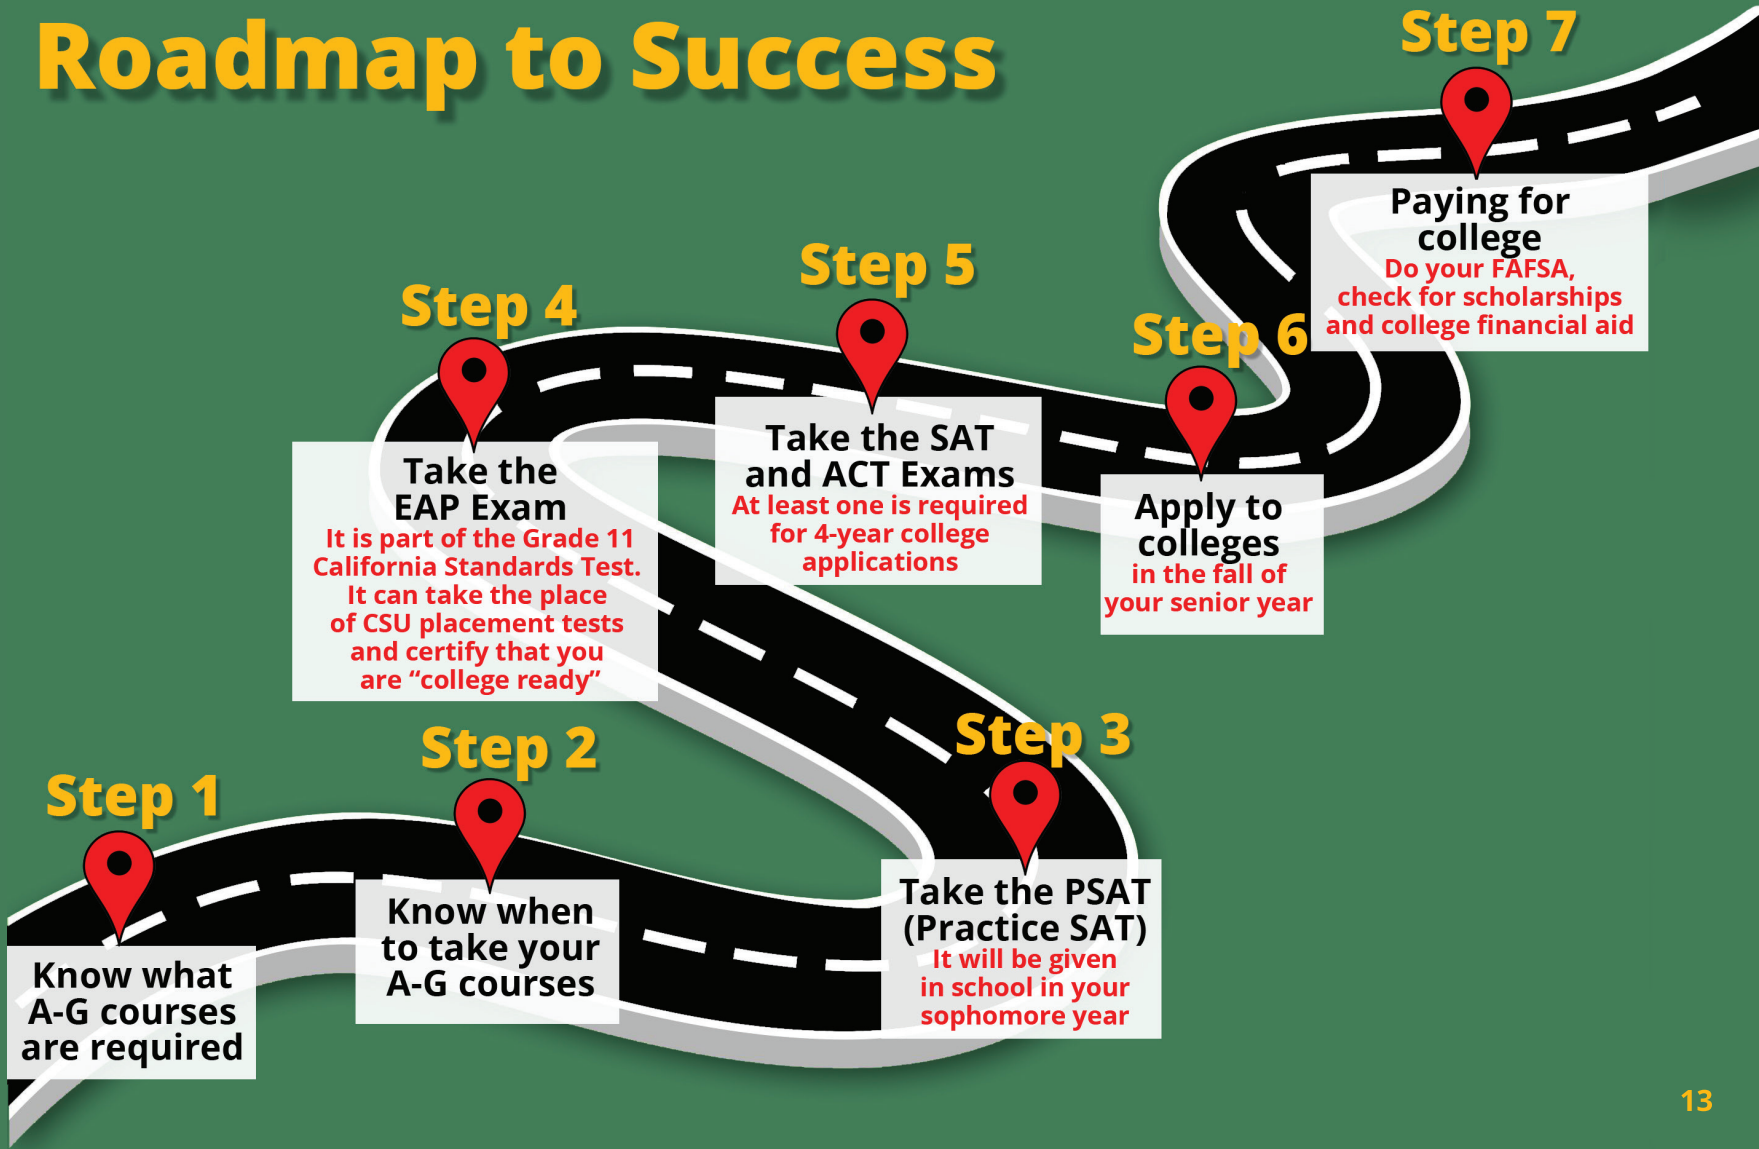 Roadmap to Success
Step 1
Know what
A-G courses
are required
Step 2
Know when
to take your
A-G courses
Step 3
Take the PSAT
(Practice SAT)
It will be given
in school in your
sophomore year
Step 4
Take the
EAP Exam
It is part of the Grade 11
California Standards Test.
It can take the place
of CSU placement tests
and certify that you
are “college ready”
Step 5
Take the SAT
and ACT Exams
At least one is required
for 4-year college
applications
Step 6
Apply to
colleges
in the fall of
your senior year
Step 7
Paying for
college
Do your FAFSA,
check for scholarships
and college financial aid
13